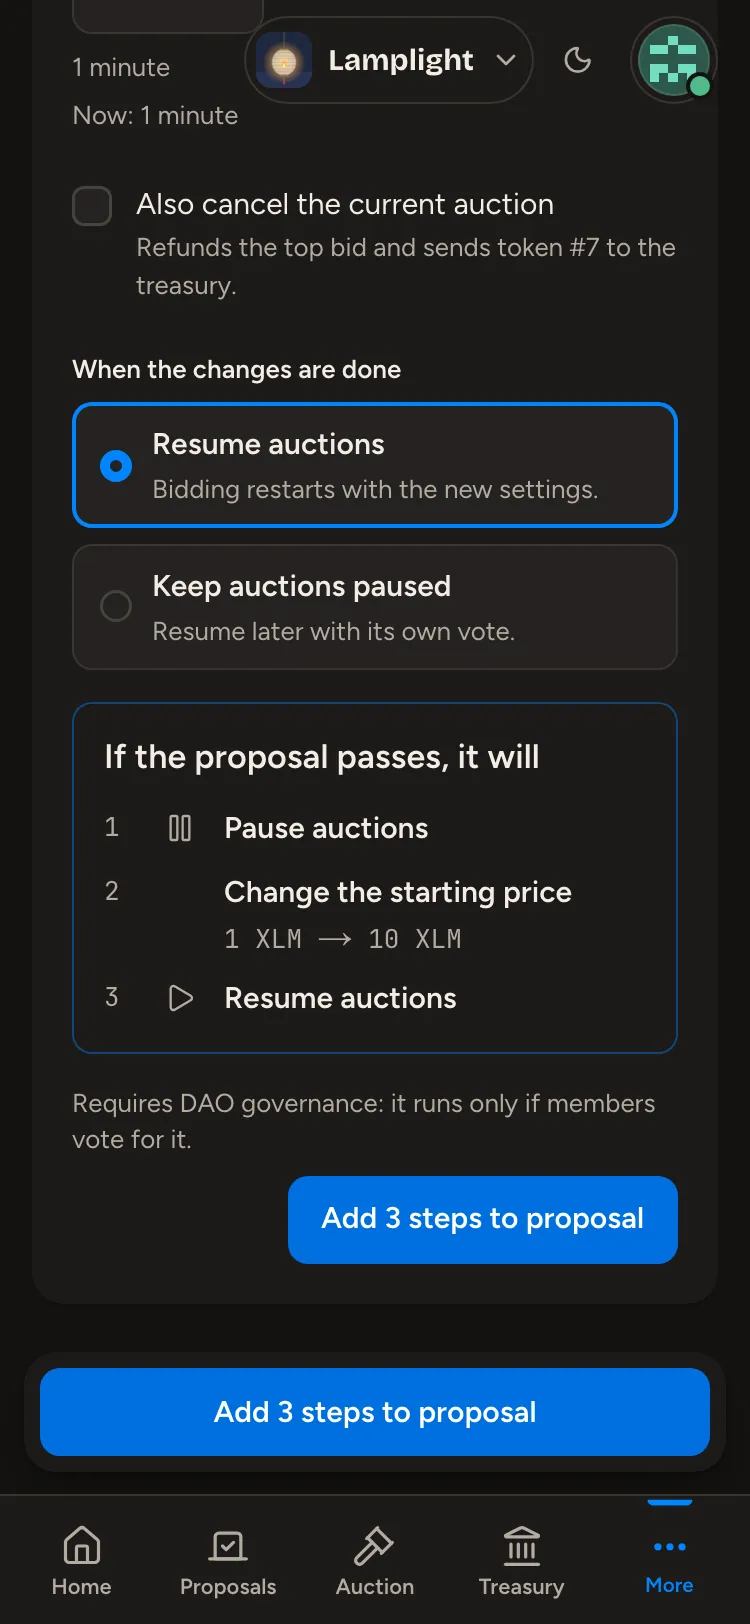 1 minute
Lamplight
Now: 1 minute
Also cancel the current auction
Refunds the top bid and sends token #7 to the
treasury.
When the changes are done
Resume auctions
Bidding restarts with the new settings.
Keep auctions paused
Resume later with its own vote.
If the proposal passes, it will
1 Pause auctions
2 Change the starting price
1 XLM → 10 XLM
3 Resume auctions
Requires DAO governance: it runs only if members
vote for it.
Add 3 steps to proposal
Add 3 steps to proposal
Home Proposals Auction Treasury More